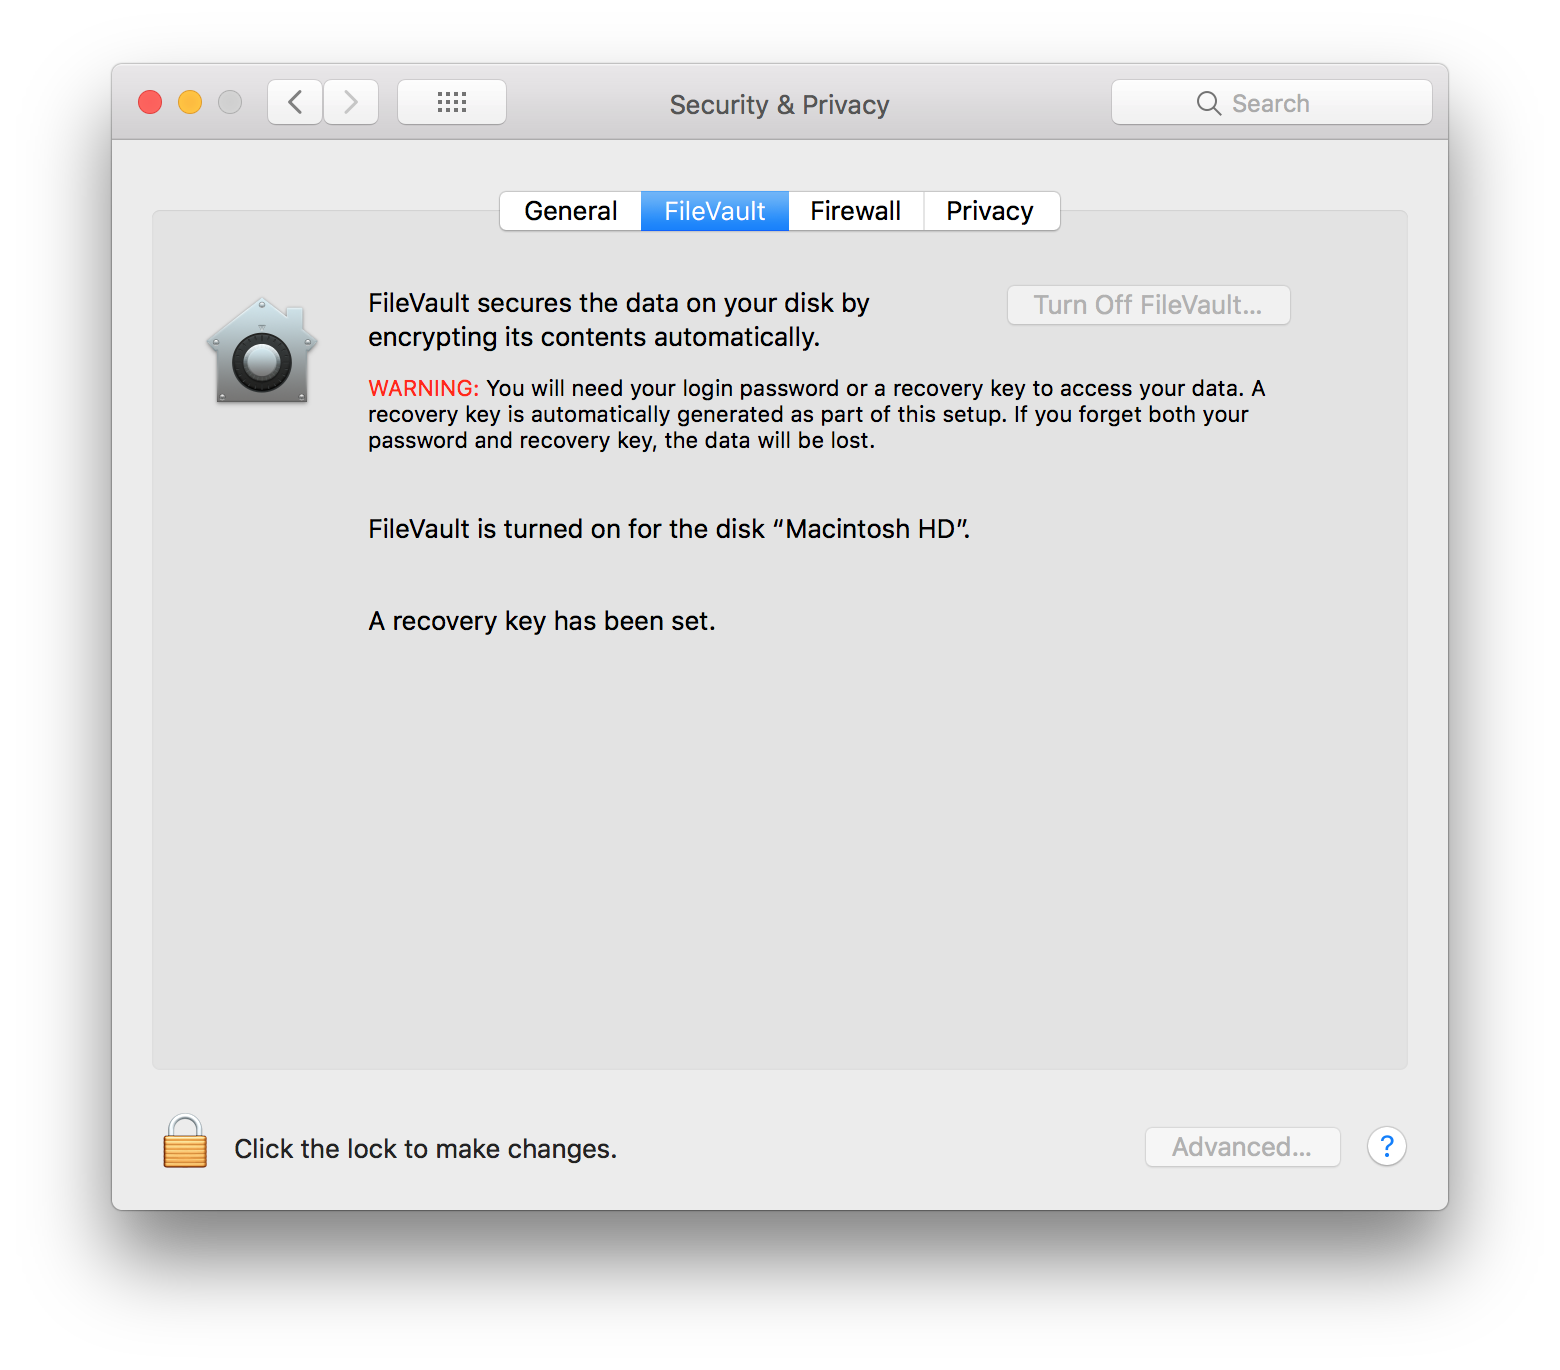 Security & Privacy
Search
General
FileVault
Firewall
Privacy
FileVault secures the data on your disk by
encrypting its contents automatically.
Turn Off FileVault...
WARNING: You will need your login password or a recovery key to access your data. A
recovery key is automatically generated as part of this setup. If you forget both your
password and recovery key, the data will be lost.
FileVault is turned on for the disk “Macintosh HD”.
A recovery key has been set.
Click the lock to make changes.
Advanced...
?